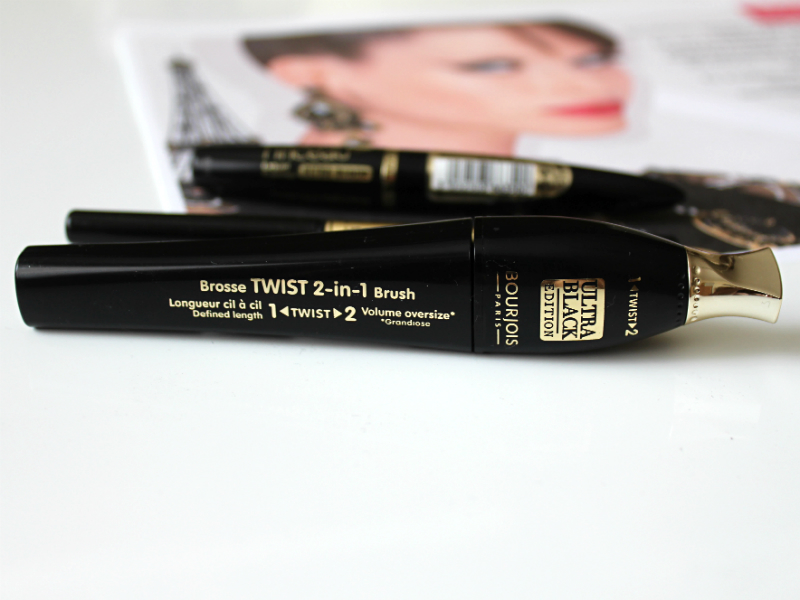 Brosse TWIST 2-in-1 Brush
Longueur cil à cil
Defined length
1◄TWIST►2
Volume oversize*
*Grandiose
BOURJOIS
PARIS
ULTRA
BLACK
EDITION
1◄TWIST►2